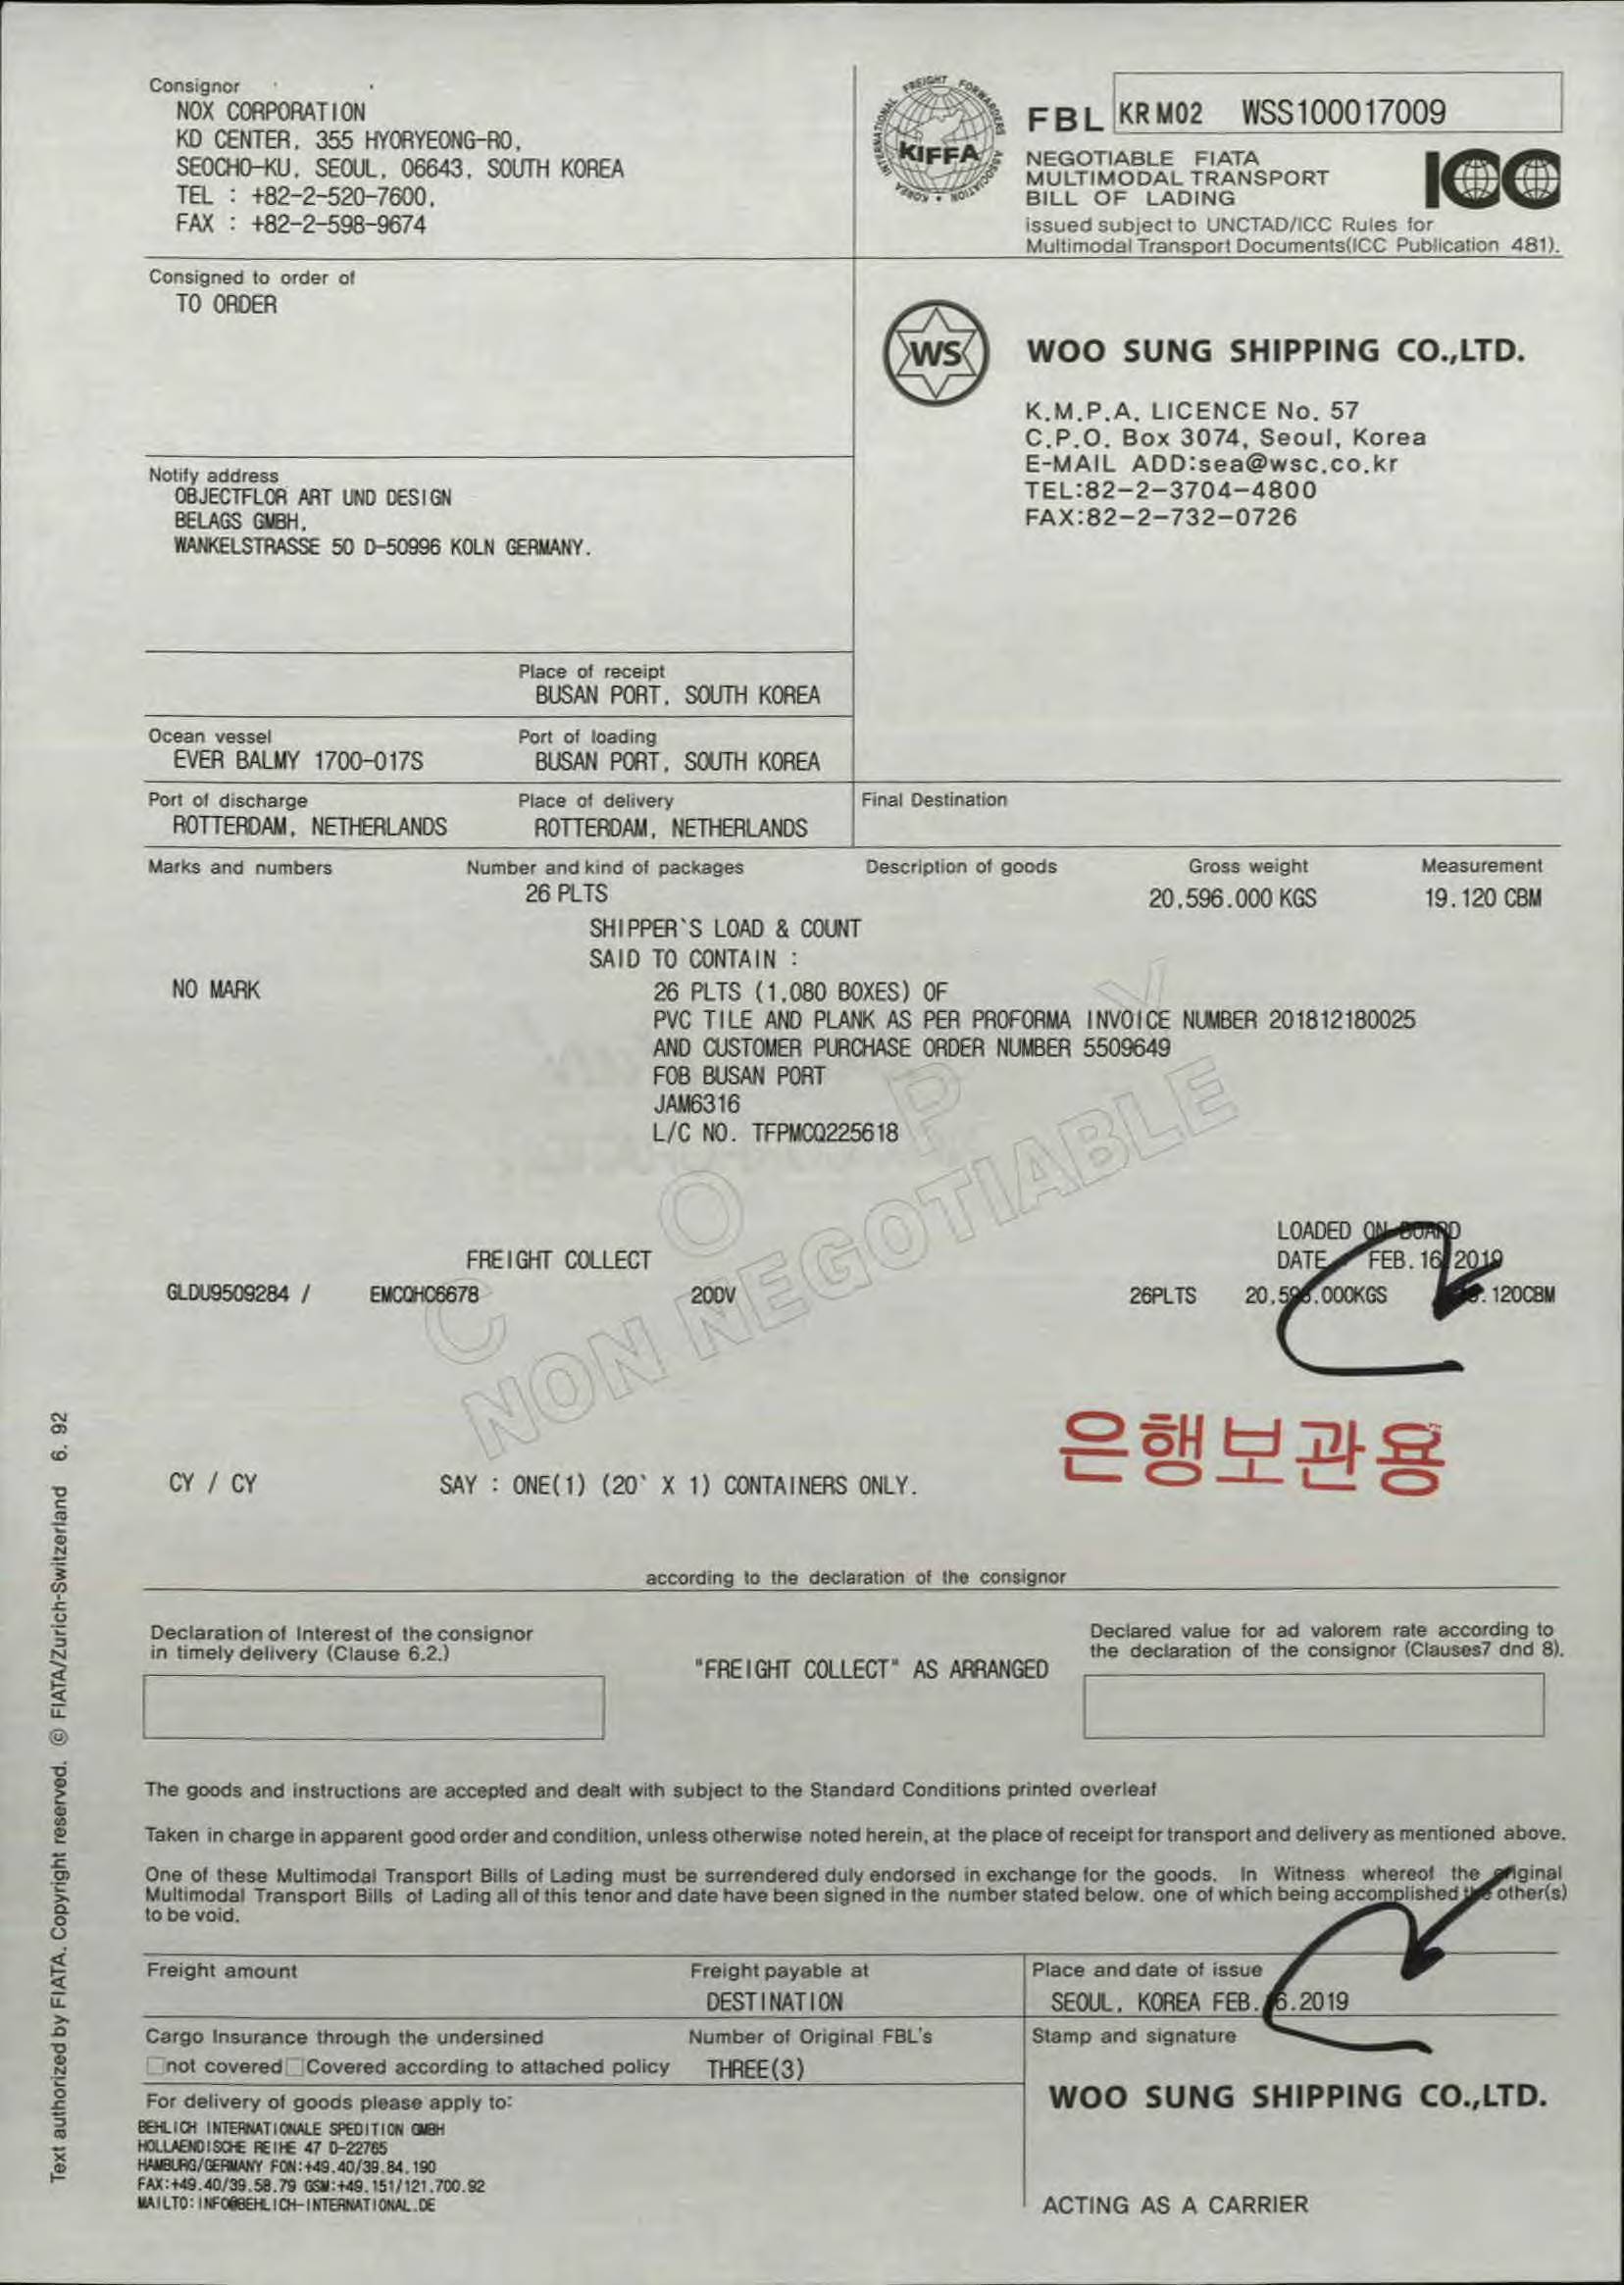 Consignor
NOX CORPORATION
KD CENTER, 355 HYORYEONG-RO,
SEOCHO-KU, SEOUL, 06643, SOUTH KOREA
TEL : +82-2-520-7600,
FAX : +82-2-598-9674
KOREA INTERNATIONAL FREIGHT FORWARDERS ASSOCIATION
KIFFA
FBL KR M02 WSS100017009
NEGOTIABLE FIATA
MULTIMODAL TRANSPORT
BILL OF LADING
ICC
issued subject to UNCTAD/ICC Rules for
Multimodal Transport Documents(ICC Publication 481).
Consigned to order of
TO ORDER
WS
WOO SUNG SHIPPING CO.,LTD.
K.M.P.A. LICENCE No. 57
C.P.O. Box 3074, Seoul, Korea
E-MAIL ADD:sea@wsc.co.kr
TEL:82-2-3704-4800
FAX:82-2-732-0726
Notify address
OBJECTFLOR ART UND DESIGN
BELAGS GMBH,
WANKELSTRASSE 50 D-50996 KOLN GERMANY.
Place of receipt
BUSAN PORT, SOUTH KOREA
Ocean vessel Port of loading
EVER BALMY 1700-017S BUSAN PORT, SOUTH KOREA
Port of discharge Place of delivery Final Destination
ROTTERDAM, NETHERLANDS ROTTERDAM, NETHERLANDS
Marks and numbers Number and kind of packages Description of goods Gross weight Measurement
26 PLTS 20,596.000 KGS 19.120 CBM
SHIPPER`S LOAD & COUNT
SAID TO CONTAIN :
NO MARK 26 PLTS (1,080 BOXES) OF
PVC TILE AND PLANK AS PER PROFORMA INVOICE NUMBER 201812180025
AND CUSTOMER PURCHASE ORDER NUMBER 5509649
FOB BUSAN PORT
JAM6316
L/C NO. TFPMCQ225618
COPY
NON NEGOTIABLE
LOADED ON BOARD
FREIGHT COLLECT DATE FEB.16,2019
GLDU9509284 / EMCQHC6678 20DV 26PLTS 20,596.000KGS .120CBM
은행보관용
CY / CY SAY : ONE(1) (20` X 1) CONTAINERS ONLY.
according to the declaration of the consignor
Declaration of Interest of the consignor
in timely delivery (Clause 6.2.)
"FREIGHT COLLECT" AS ARRANGED
Declared value for ad valorem rate according to
the declaration of the consignor (Clauses7 dnd 8).
The goods and instructions are accepted and dealt with subject to the Standard Conditions printed overleaf
Taken in charge in apparent good order and condition, unless otherwise noted herein, at the place of receipt for transport and delivery as mentioned above.
One of these Multimodal Transport Bills of Lading must be surrendered duly endorsed in exchange for the goods. In Witness whereof the original
Multimodal Transport Bills of Lading all of this tenor and date have been signed in the number stated below. one of which being accomplished the other(s)
to be void.
Freight amount Freight payable at Place and date of issue
DESTINATION SEOUL, KOREA FEB.16.2019
Cargo Insurance through the undersined Number of Original FBL's Stamp and signature
not covered Covered according to attached policy THREE(3)
WOO SUNG SHIPPING CO.,LTD.
For delivery of goods please apply to:
BEHLICH INTERNATIONALE SPEDITION GMBH
HOLLAENDISCHE REIHE 47 D-22765
HAMBURG/GERMANY FON:+49.40/39.84.190
FAX:+49.40/39.58.79 GSM:+49.151/121.700.92
MAILTO:INFO@BEHLICH-INTERNATIONAL.DE
ACTING AS A CARRIER
Text authorized by FIATA. Copyright reserved. © FIATA/Zurich-Switzerland 6. 92